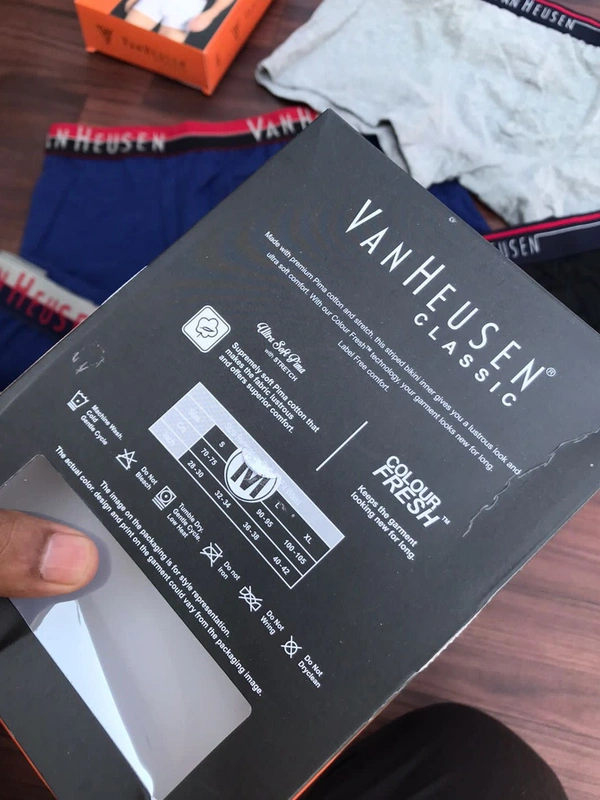 VAN HEUSEN
VAN HEUSEN
N HEUSEN
VAN H
EUSEN
N HEUS
VAN HEUSEN®
CLASSIC
Made with premium Pima cotton and stretch, this striped bikini inner gives you a lustrous look and
ultra soft comfort. With our Colour Fresh™ technology, your garment looks new for long.
Label Free comfort.
Ultra Soft Pima
with STRETCH
Supremely soft Pima cotton that
makes the fabric lustrous
and offers superior comfort.
COLOUR
FRESH™
Keeps the garment
looking new for long.
S M L XL
70-75 90-95 100-105
28-30 32-34 36-38 40-42
Machine Wash
Cold
Gentle Cycle
Do Not
Bleach
Tumble Dry,
Gentle Cycle,
Low Heat
Do not
Iron
Do Not
Wring
Do Not
Dryclean
The image on the packaging is for style representation.
The actual color, design and print on the garment could vary from the packaging image.